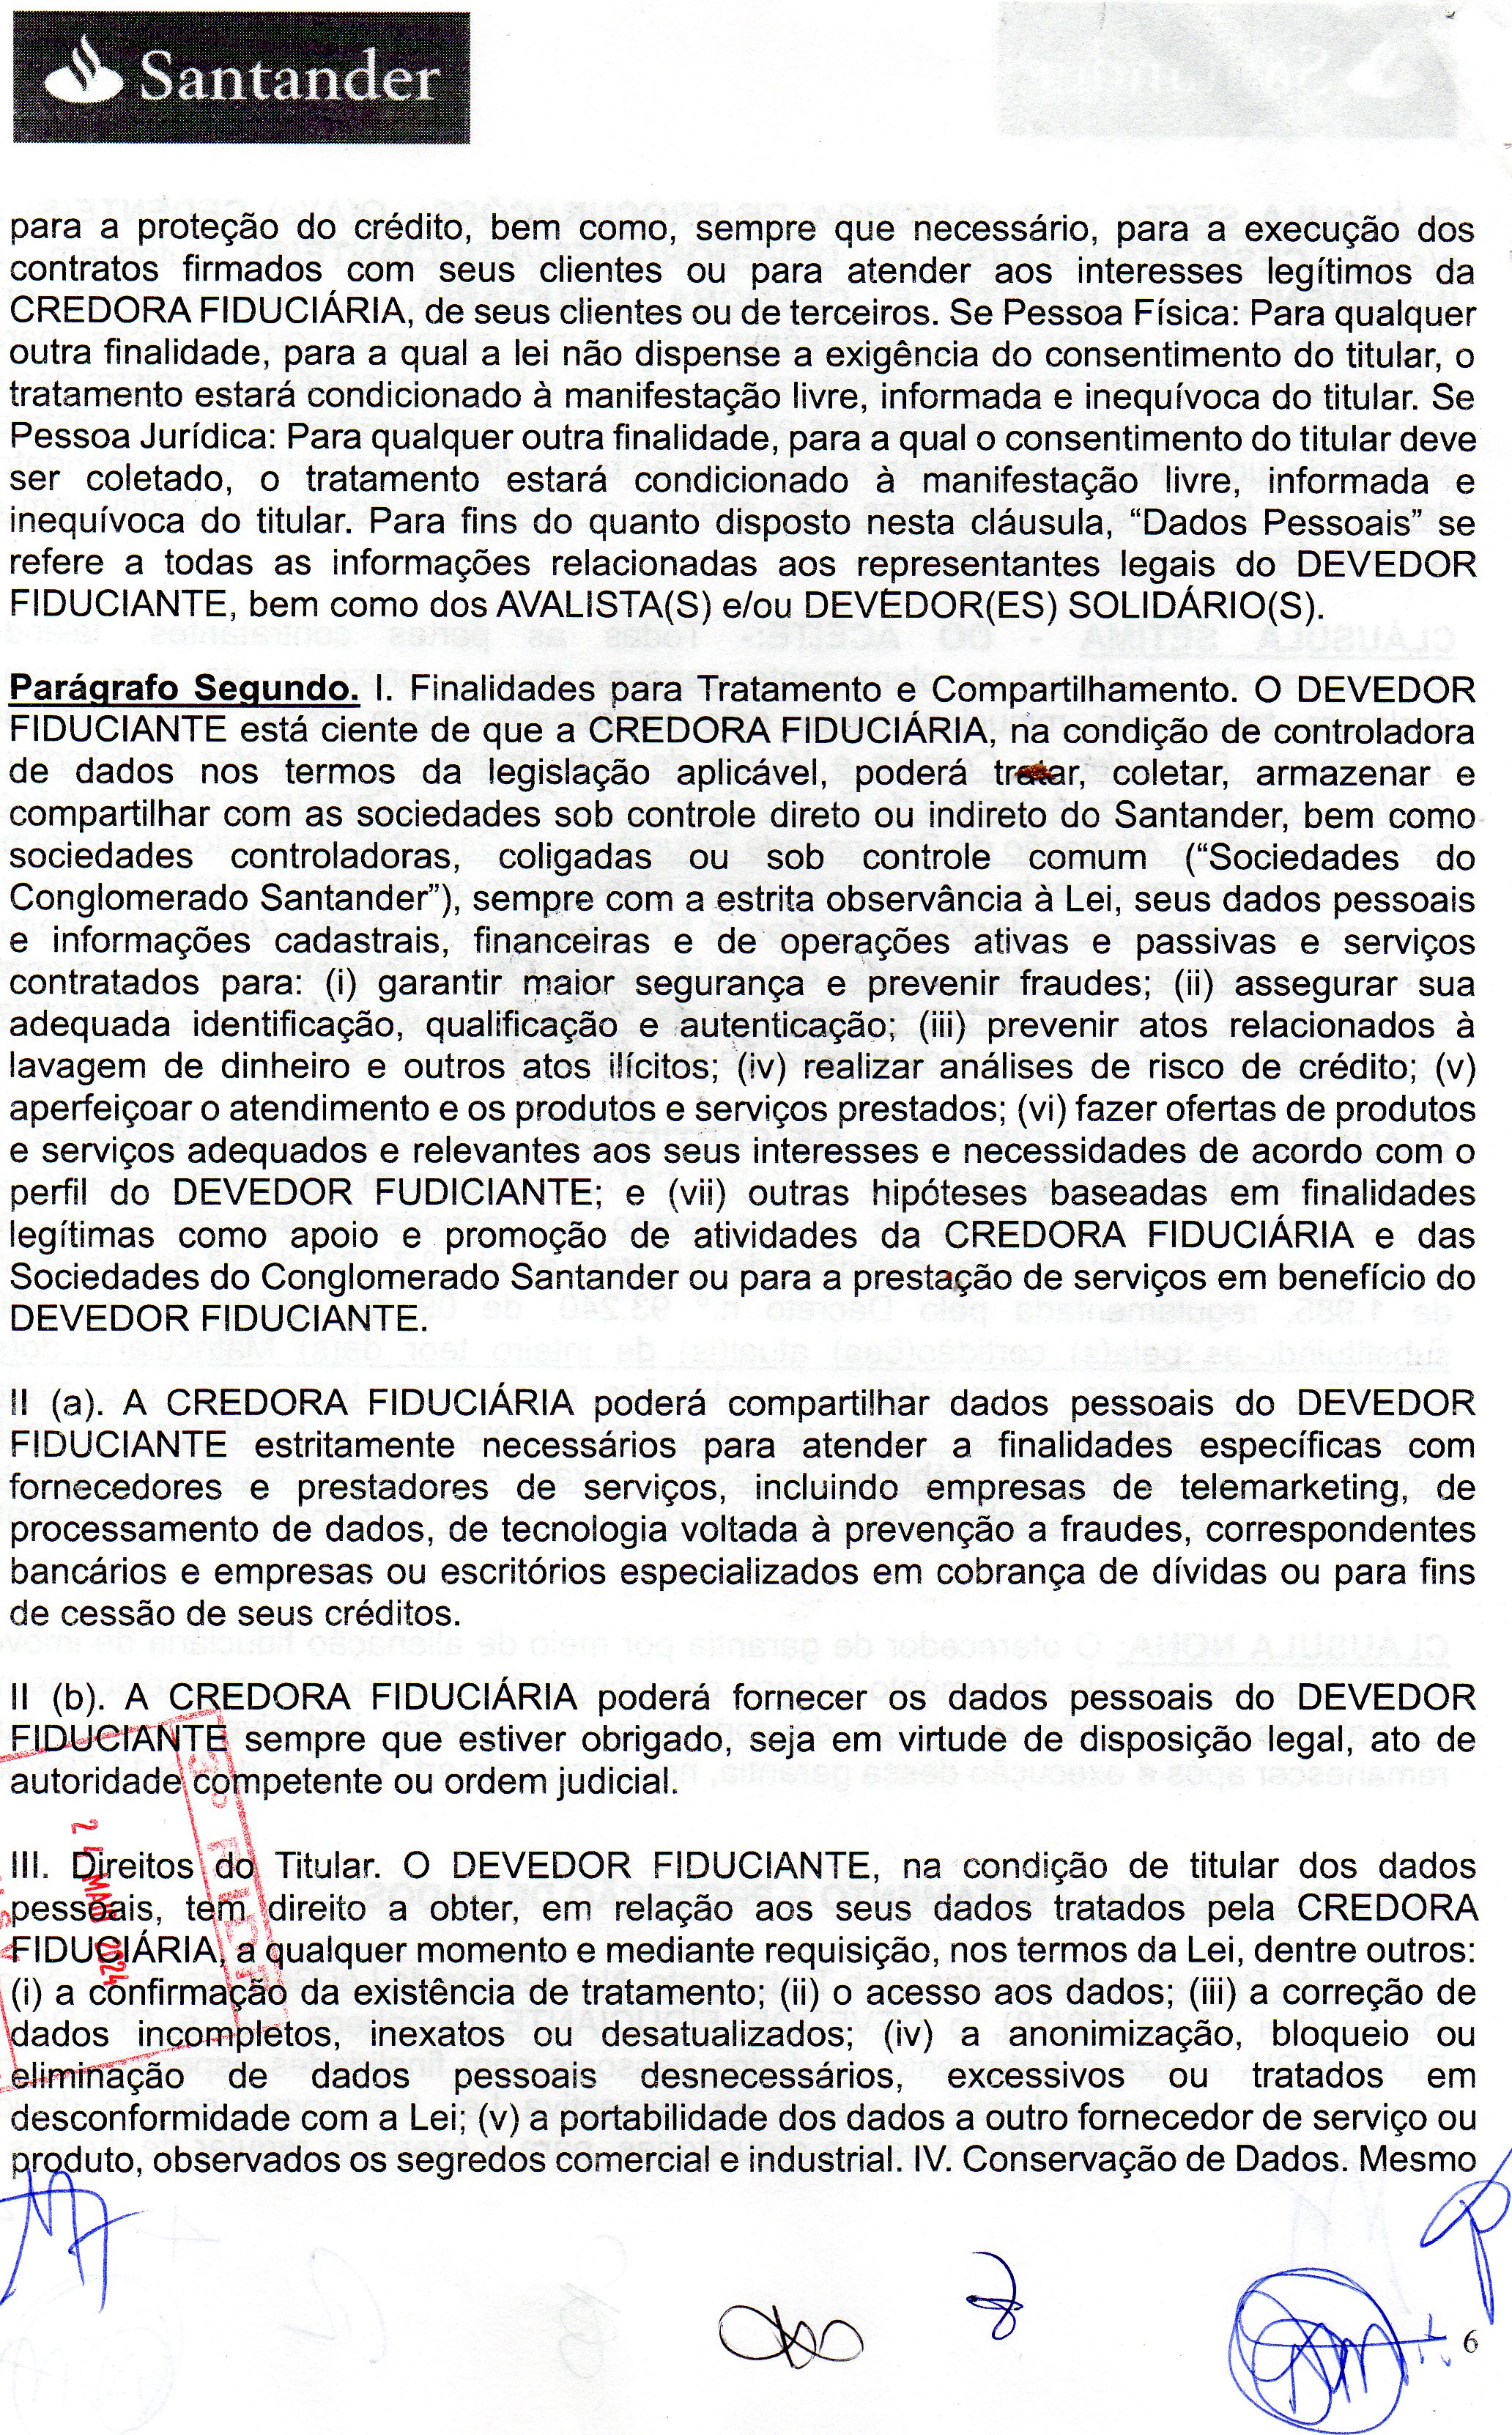 Santander
para a proteção do crédito, bem como, sempre que necessário, para a execução dos
contratos firmados com seus clientes ou para atender aos interesses legítimos da
CREDORA FIDUCIÁRIA, de seus clientes ou de terceiros. Se Pessoa Física: Para qualquer
outra finalidade, para a qual a lei não dispense a exigência do consentimento do titular, o
tratamento estará condicionado à manifestação livre, informada e inequívoca do titular. Se
Pessoa Jurídica: Para qualquer outra finalidade, para a qual o consentimento do titular deve
ser coletado, o tratamento estará condicionado à manifestação livre, informada e
inequívoca do titular. Para fins do quanto disposto nesta cláusula, “Dados Pessoais” se
refere a todas as informações relacionadas aos representantes legais do DEVEDOR
FIDUCIANTE, bem como dos AVALISTA(S) e/ou DEVEDOR(ES) SOLIDÁRIO(S).
Parágrafo Segundo. I. Finalidades para Tratamento e Compartilhamento. O DEVEDOR
FIDUCIANTE está ciente de que a CREDORA FIDUCIÁRIA, na condição de controladora
de dados nos termos da legislação aplicável, poderá tratar, coletar, armazenar e
compartilhar com as sociedades sob controle direto ou indireto do Santander, bem como
sociedades controladoras, coligadas ou sob controle comum (“Sociedades do
Conglomerado Santander”), sempre com a estrita observância à Lei, seus dados pessoais
e informações cadastrais, financeiras e de operações ativas e passivas e serviços
contratados para: (i) garantir maior segurança e prevenir fraudes; (ii) assegurar sua
adequada identificação, qualificação e autenticação; (iii) prevenir atos relacionados à
lavagem de dinheiro e outros atos ilícitos; (iv) realizar análises de risco de crédito; (v)
aperfeiçoar o atendimento e os produtos e serviços prestados; (vi) fazer ofertas de produtos
e serviços adequados e relevantes aos seus interesses e necessidades de acordo com o
perfil do DEVEDOR FUDICIANTE; e (vii) outras hipóteses baseadas em finalidades
legítimas como apoio e promoção de atividades da CREDORA FIDUCIÁRIA e das
Sociedades do Conglomerado Santander ou para a prestação de serviços em benefício do
DEVEDOR FIDUCIANTE.
II (a). A CREDORA FIDUCIÁRIA poderá compartilhar dados pessoais do DEVEDOR
FIDUCIANTE estritamente necessários para atender a finalidades específicas com
fornecedores e prestadores de serviços, incluindo empresas de telemarketing, de
processamento de dados, de tecnologia voltada à prevenção a fraudes, correspondentes
bancários e empresas ou escritórios especializados em cobrança de dívidas ou para fins
de cessão de seus créditos.
II (b). A CREDORA FIDUCIÁRIA poderá fornecer os dados pessoais do DEVEDOR
FIDUCIANTE sempre que estiver obrigado, seja em virtude de disposição legal, ato de
autoridade competente ou ordem judicial.
III. Direitos do Titular. O DEVEDOR FIDUCIANTE, na condição de titular dos dados
pessoais, tem direito a obter, em relação aos seus dados tratados pela CREDORA
FIDUCIÁRIA, a qualquer momento e mediante requisição, nos termos da Lei, dentre outros:
(i) a confirmação da existência de tratamento; (ii) o acesso aos dados; (iii) a correção de
dados incompletos, inexatos ou desatualizados; (iv) a anonimização, bloqueio ou
eliminação de dados pessoais desnecessários, excessivos ou tratados em
desconformidade com a Lei; (v) a portabilidade dos dados a outro fornecedor de serviço ou
produto, observados os segredos comercial e industrial. IV. Conservação de Dados. Mesmo
6